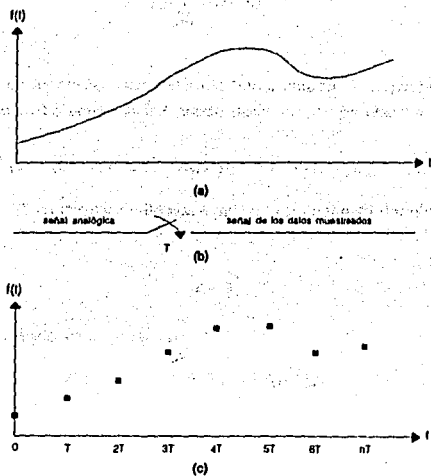 f(t)
t
(a)
señal analógica
señal de los datos muestreados
T
(b)
f(t)
t
0 T 2T 3T 4T 5T 6T nT
(c)